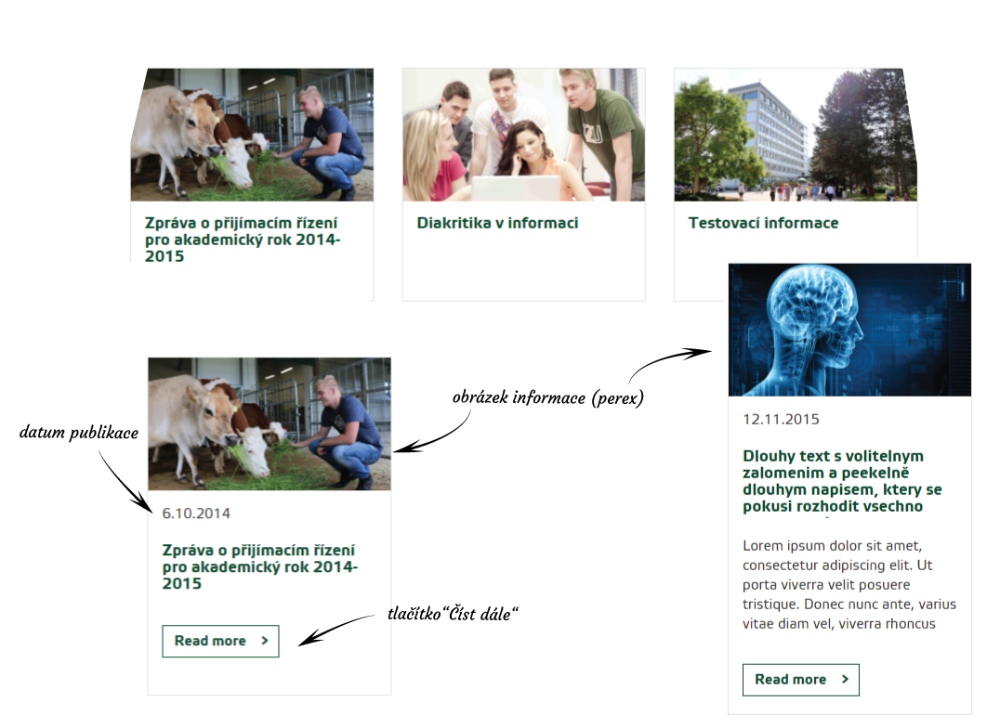 Zpráva o přijímacím řízení
pro akademický rok 2014-
2015
Diakritika v informaci
Testovací informace
obrázek informace (perex)
datum publikace
6.10.2014
Zpráva o přijímacím řízení
pro akademický rok 2014-
2015
tlačítko“Číst dále“
Read more
12.11.2015
Dlouhy text s volitelnym
zalomenim a peekelně
dlouhym napisem, ktery se
pokusi rozhodit vsechno
Lorem ipsum dolor sit amet,
consectetur adipiscing elit. Ut
porta viverra velit posuere
tristique. Donec nunc ante, varius
vitae diam vel, viverra rhoncus
Read more